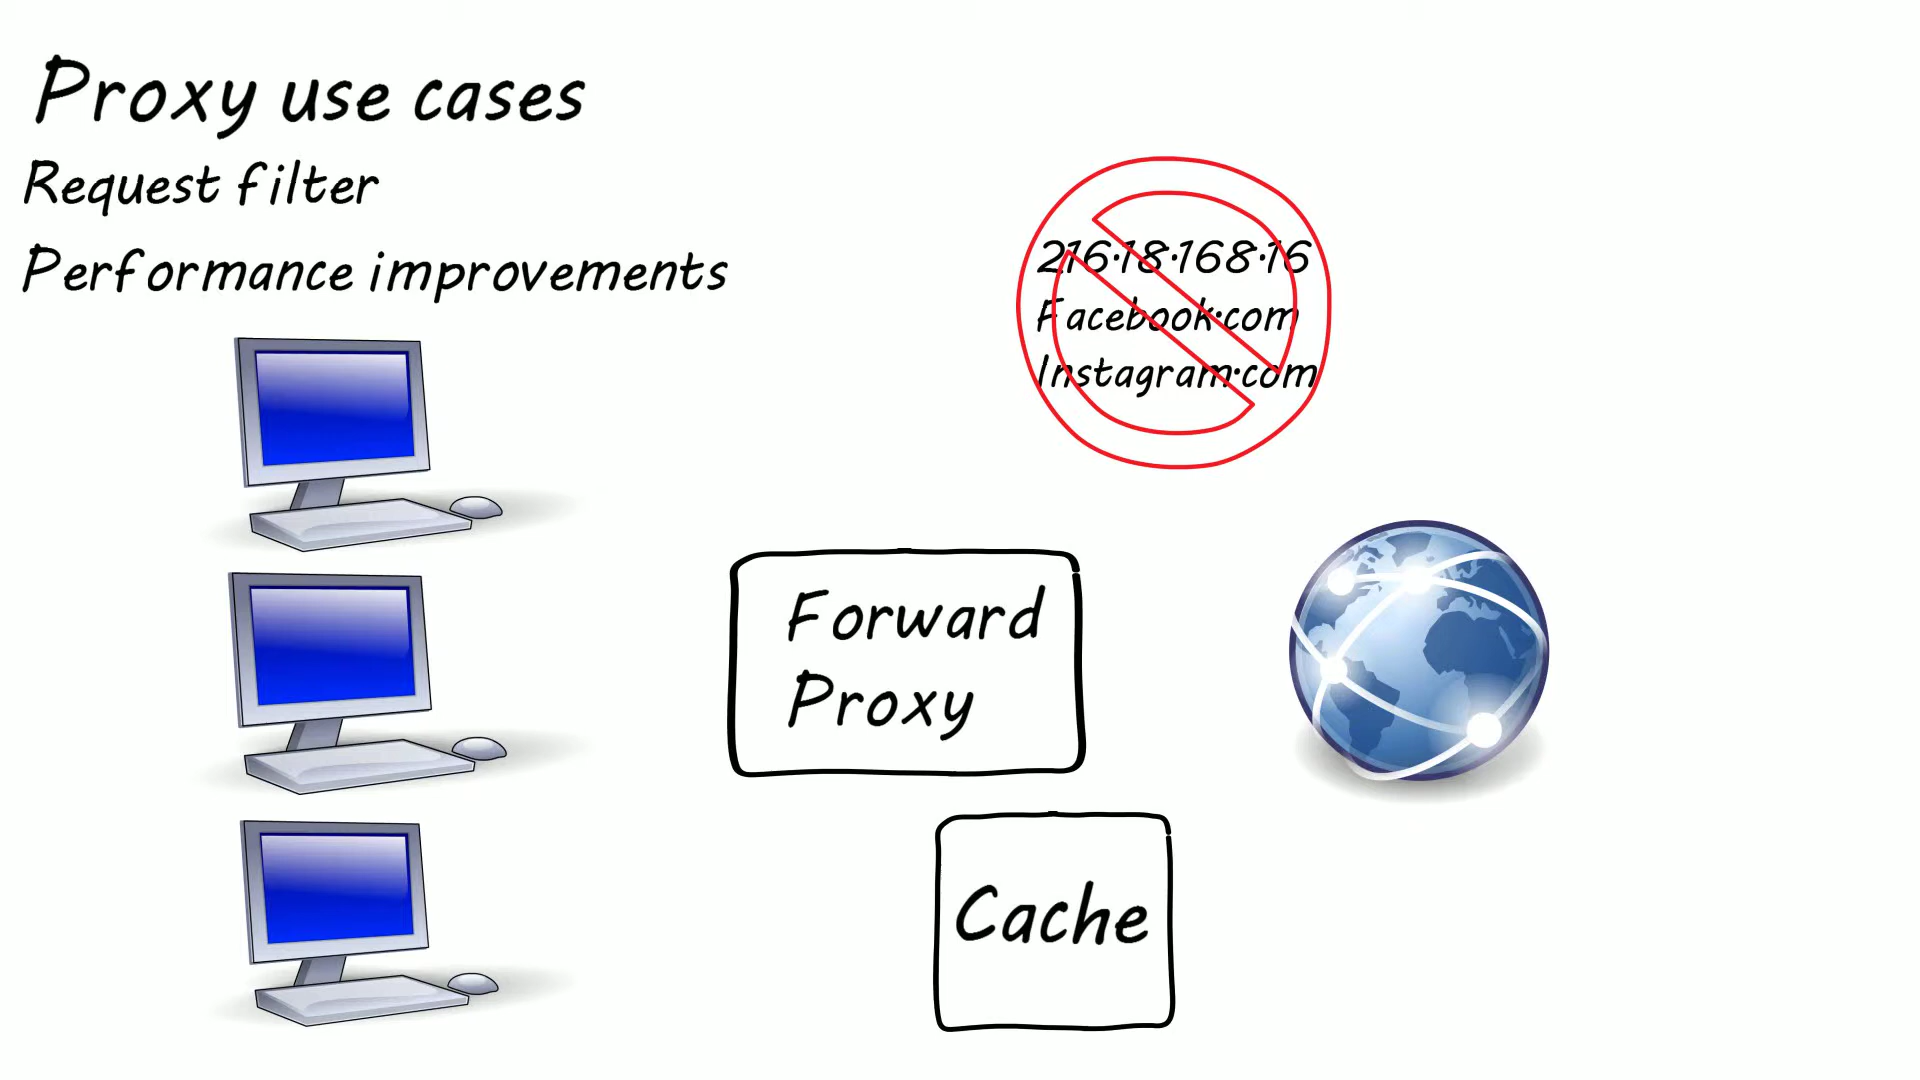 Proxy use cases
Request filter
Performance improvements
216.18.168.16
Facebook.com
Instagram.com
Forward
Proxy
Cache